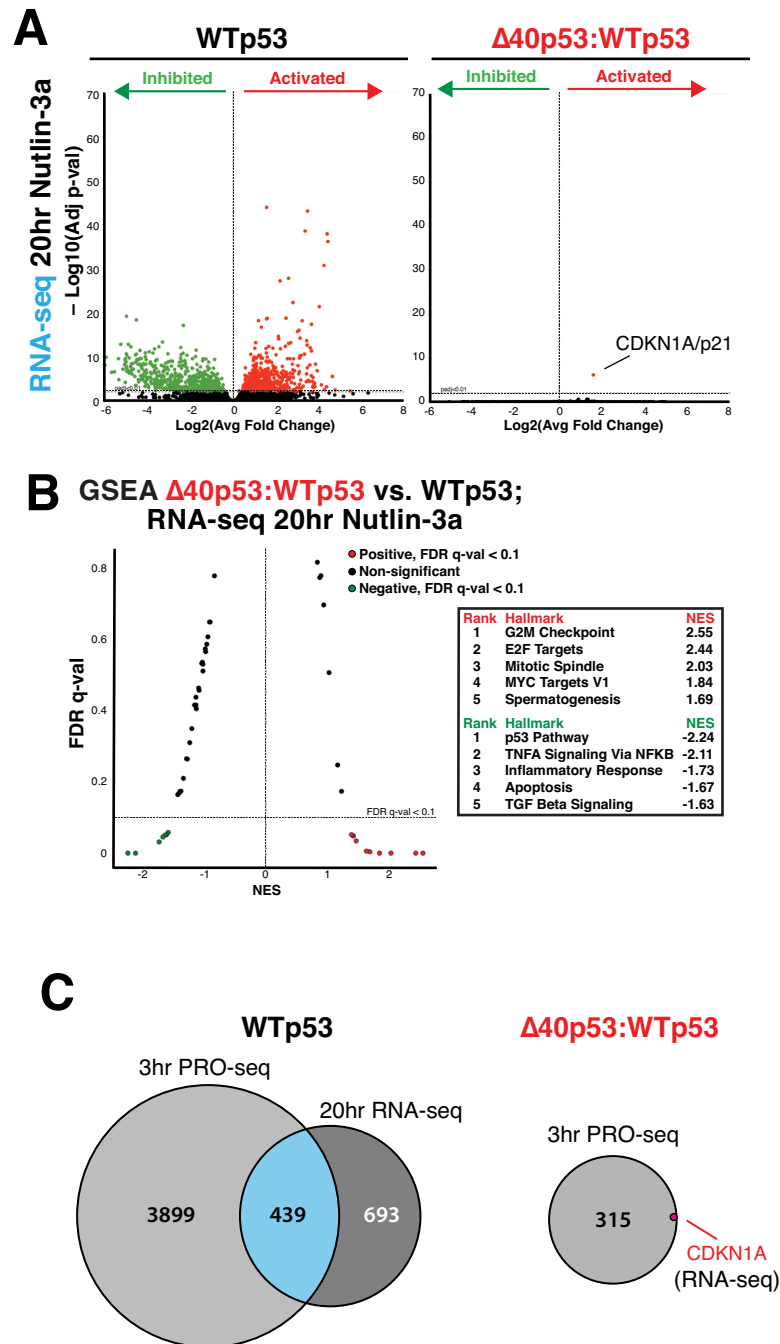 A
WTp53
Δ40p53:WTp53
Inhibited
Activated
Inhibited
Activated
RNA-seq 20hr Nutlin-3a
– Log10(Adj p-val)
70
60
50
40
30
20
10
0
padj<0.01
-6 -4 -2 0 2 4 6 8
Log2(Avg Fold Change)
70
60
50
40
30
20
10
0
CDKN1A/p21
padj<0.01
-6 -4 -2 0 2 4 6 8
Log2(Avg Fold Change)
B
GSEA Δ40p53:WTp53 vs. WTp53;
RNA-seq 20hr Nutlin-3a
FDR q-val
0.8
0.6
0.4
0.2
0
Positive, FDR q-val < 0.1
Non-significant
Negative, FDR q-val < 0.1
FDR q-val < 0.1
-2 -1 0 1 2
NES
Rank Hallmark NES
1 G2M Checkpoint 2.55
2 E2F Targets 2.44
3 Mitotic Spindle 2.03
4 MYC Targets V1 1.84
5 Spermatogenesis 1.69
Rank Hallmark NES
1 p53 Pathway -2.24
2 TNFA Signaling Via NFKB -2.11
3 Inflammatory Response -1.73
4 Apoptosis -1.67
5 TGF Beta Signaling -1.63
C
WTp53
Δ40p53:WTp53
3hr PRO-seq
20hr RNA-seq
3899
439
693
3hr PRO-seq
315
CDKN1A
(RNA-seq)